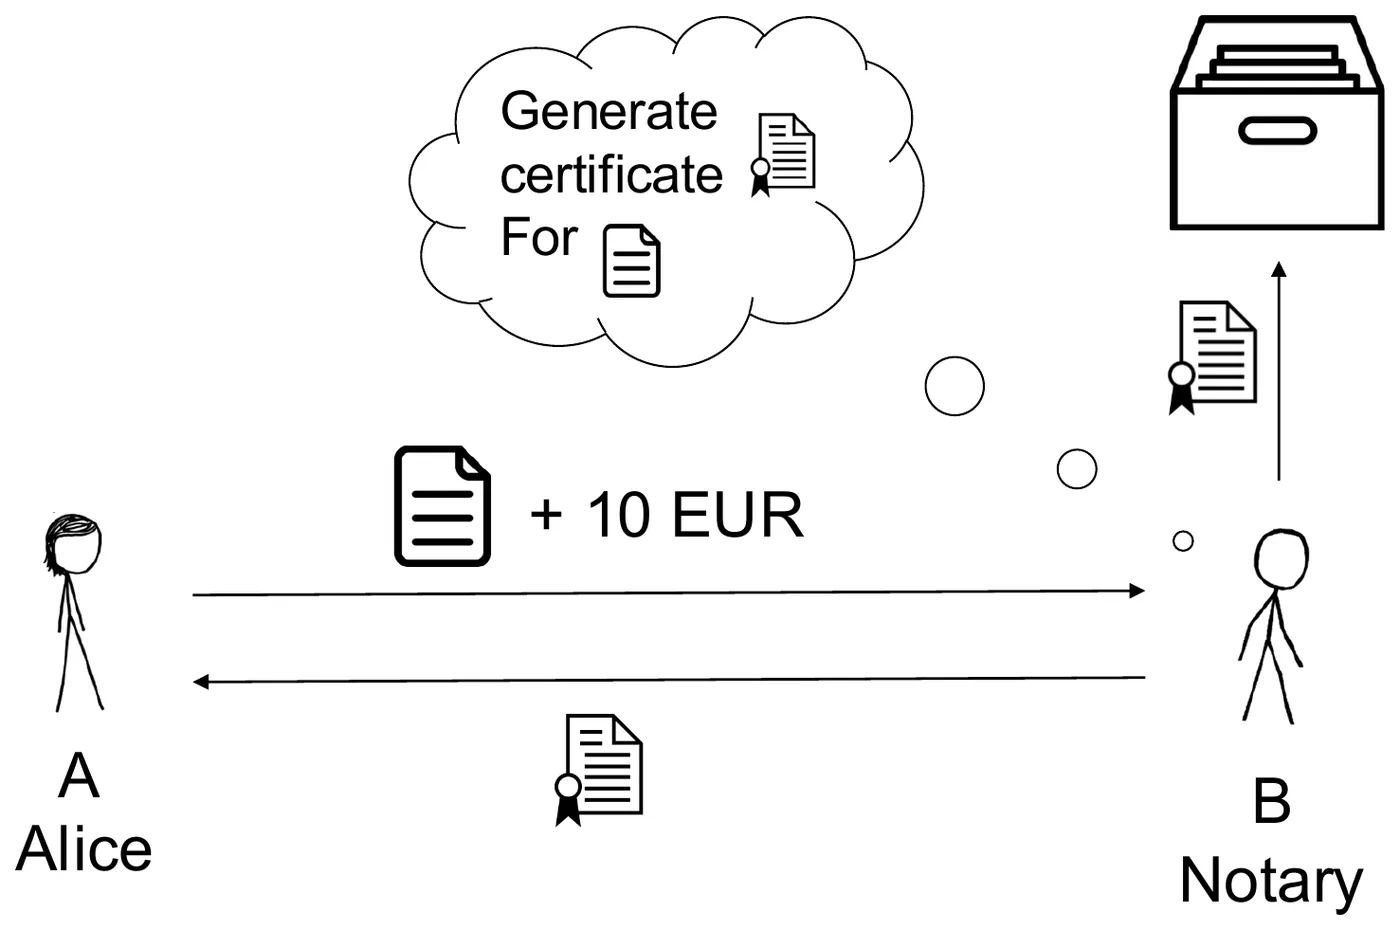 Generate
certificate
For
+ 10 EUR
A
Alice
B
Notary